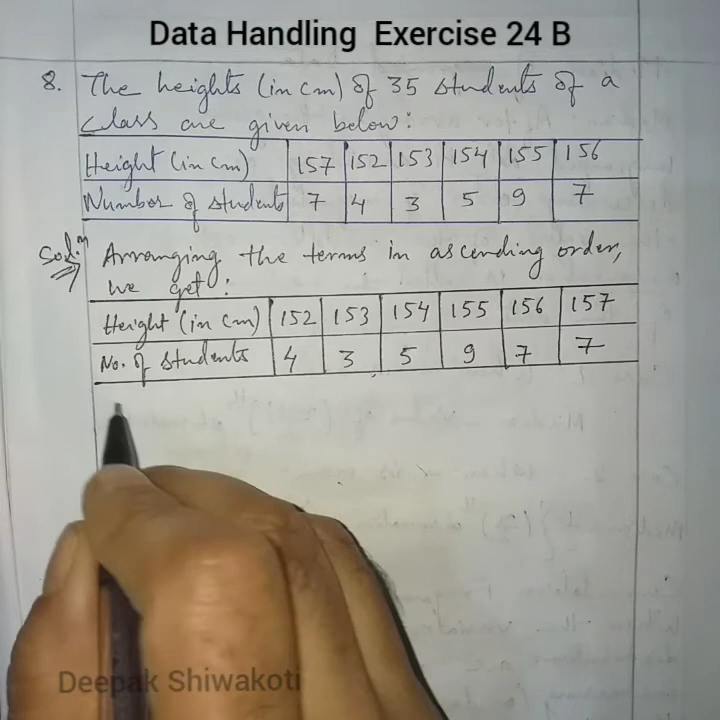 Data Handling Exercise 24 B
8. The heights (in cm) of 35 students of a
class are given below:
Height (in cm) 157 152 153 154 155 156
Number of students 7 4 3 5 9 7
Solⁿ Arranging the terms in ascending order,
we get:
Height (in cm) 152 153 154 155 156 157
No. of students 4 3 5 9 7 7
Deepak Shiwakoti